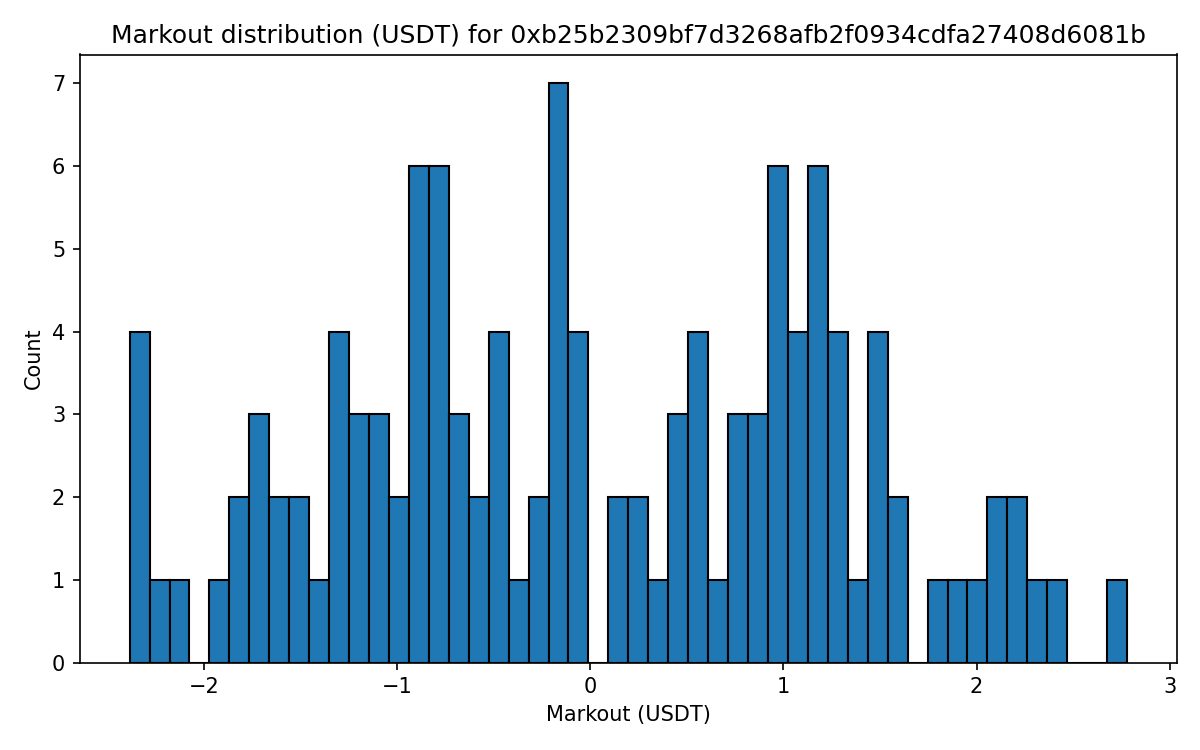 Markout distribution (USDT) for 0xb25b2309bf7d3268afb2f0934cdfa27408d6081b
7
6
5
4
3
2
1
0
Count
−2 −1 0 1 2 3
Markout (USDT)